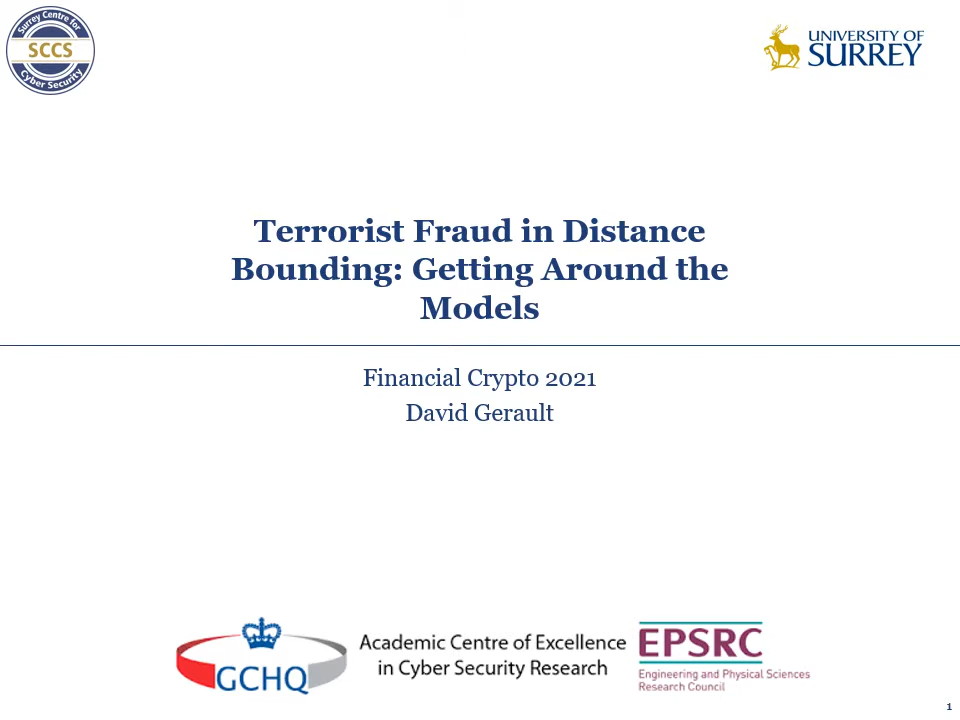 Surrey Centre for
SCCS
Cyber Security
UNIVERSITY OF
SURREY
Terrorist Fraud in Distance
Bounding: Getting Around the
Models
Financial Crypto 2021
David Gerault
GCHQ
Academic Centre of Excellence
in Cyber Security Research
EPSRC
Engineering and Physical Sciences
Research Council
1